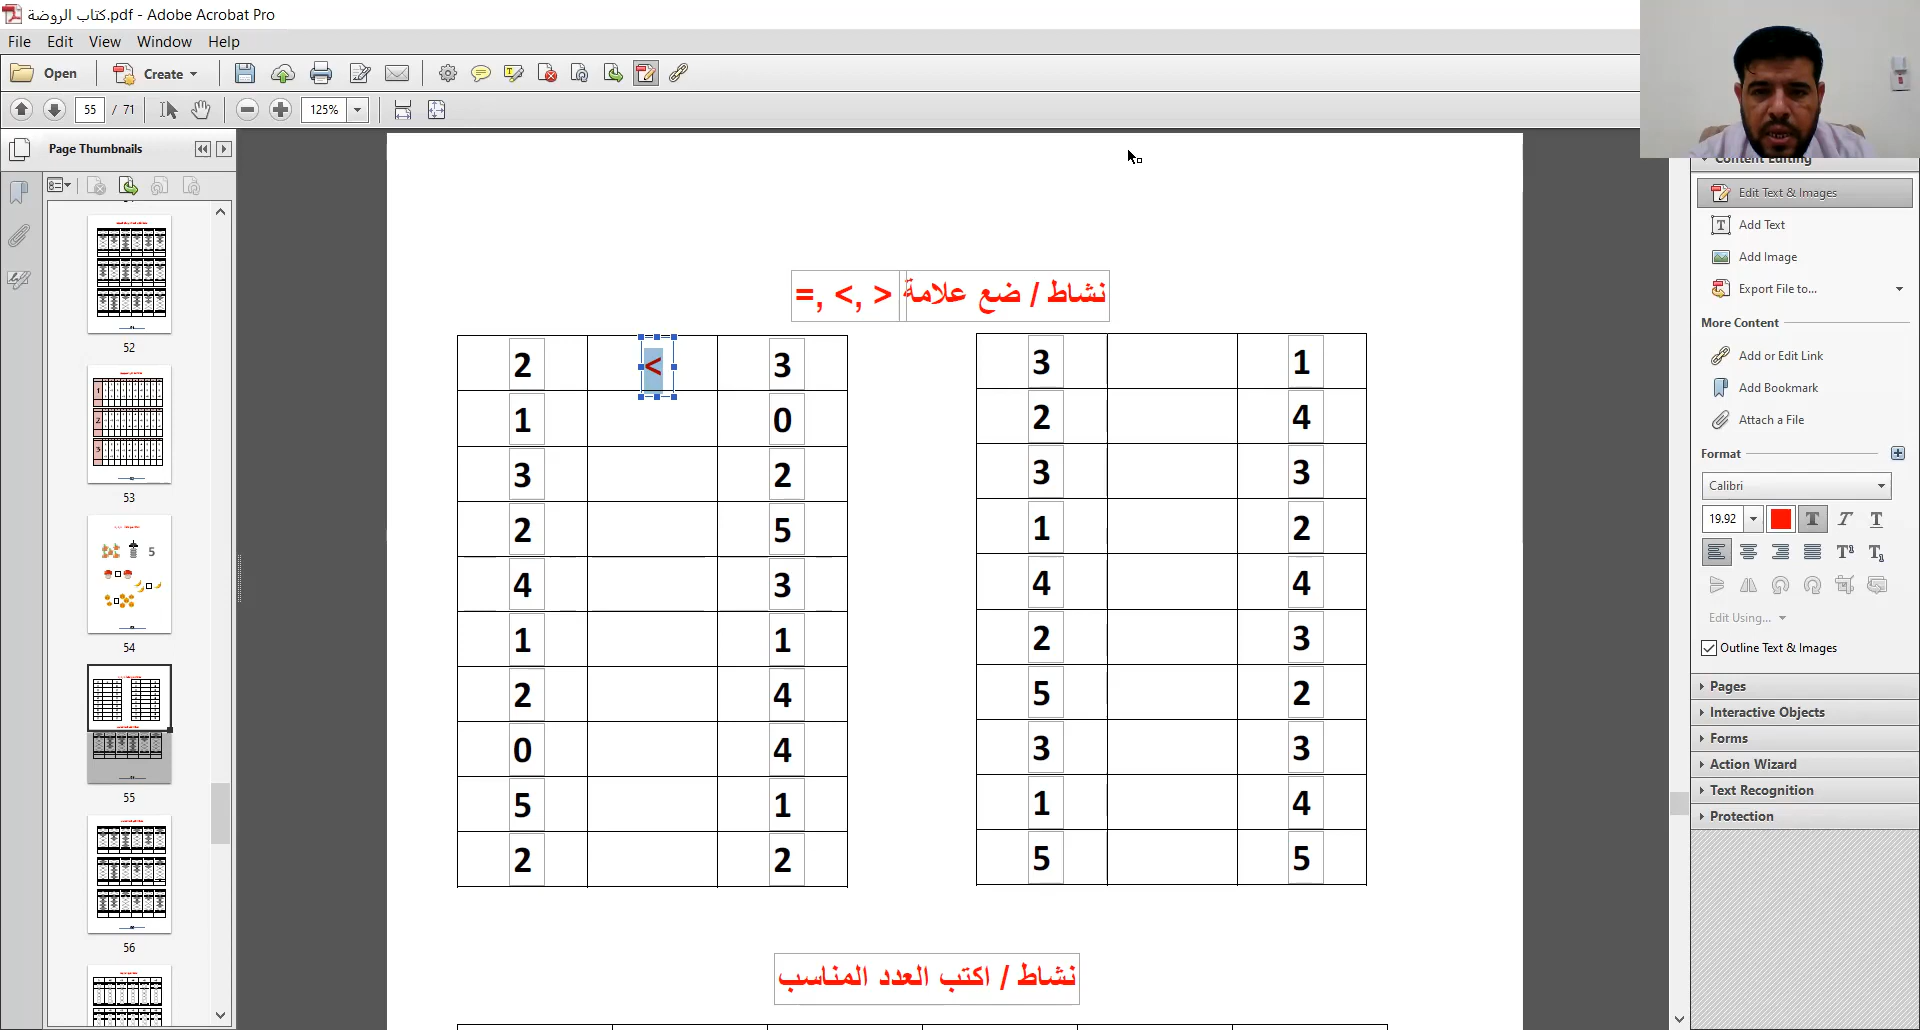 كتاب الروضة.pdf - Adobe Acrobat Pro
File Edit View Window Help
Open Create
55 / 71 125%
Page Thumbnails
52
53
54
55
56
نشاط / ضع علامة > ,< ,=
2 < 3
1 0
3 2
2 5
4 3
1 1
2 4
0 4
5 1
2 2
3 1
2 4
3 3
1 2
4 4
2 3
5 2
3 3
1 4
5 5
نشاط / اكتب العدد المناسب
Content Editing
Edit Text & Images
Add Text
Add Image
Export File to...
More Content
Add or Edit Link
Add Bookmark
Attach a File
Format
Calibri
19.92
Edit Using...
Outline Text & Images
Pages
Interactive Objects
Forms
Action Wizard
Text Recognition
Protection